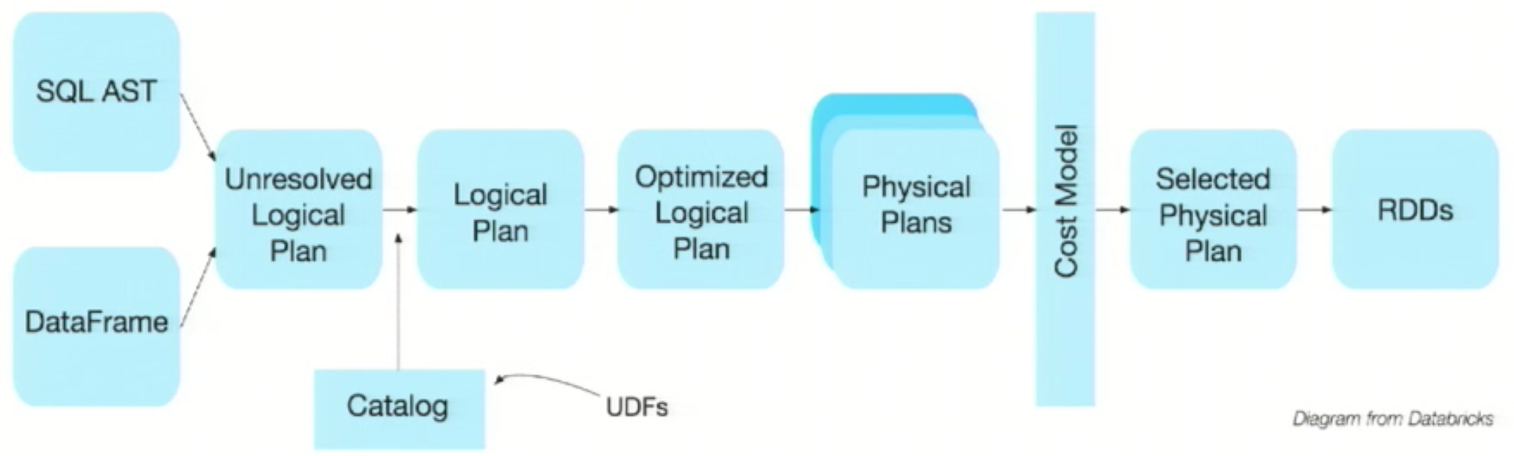 SQL AST
DataFrame
Unresolved
Logical
Plan
Catalog
UDFs
Logical
Plan
Optimized
Logical
Plan
Physical
Plans
Cost Model
Selected
Physical
Plan
RDDs
Diagram from Databricks